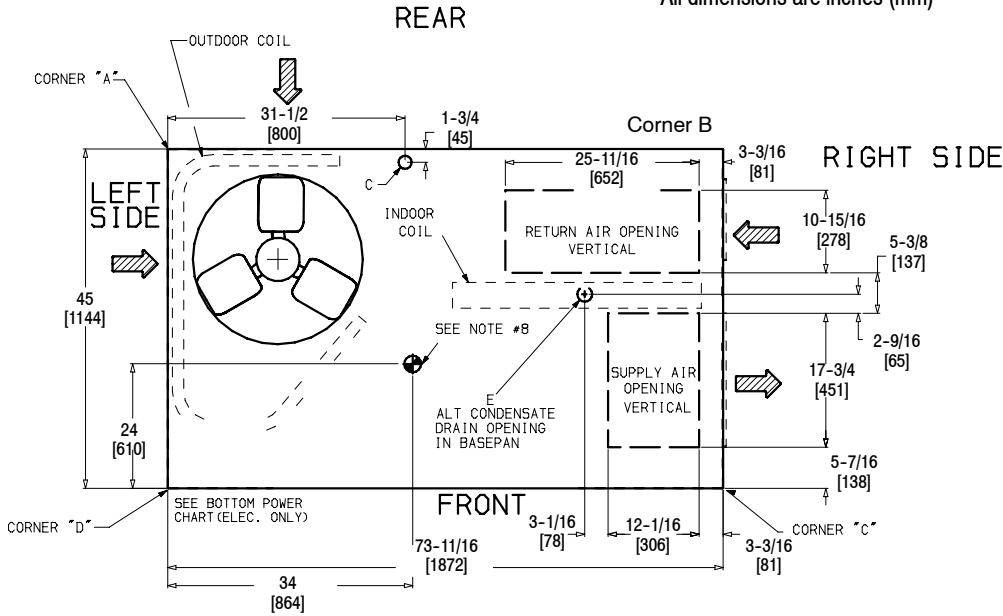 All dimensions are inches (mm)
REAR
OUTDOOR COIL
CORNER "A"
31-1/2
[800]
1-3/4
[45]
Corner B
C
25-11/16
[652]
3-3/16
[81]
RIGHT SIDE
LEFT
SIDE
INDOOR
COIL
RETURN AIR OPENING
VERTICAL
10-15/16
[278]
5-3/8
[137]
45
[1144]
SEE NOTE #8
2-9/16
[65]
17-3/4
[451]
SUPPLY AIR
OPENING
VERTICAL
E
ALT CONDENSATE
DRAIN OPENING
IN BASEPAN
24
[610]
5-7/16
[138]
SEE BOTTOM POWER
CHART(ELEC. ONLY)
FRONT
CORNER "D"
3-1/16
[78]
12-1/16
[306]
CORNER "C"
73-11/16
[1872]
3-3/16
[81]
34
[864]